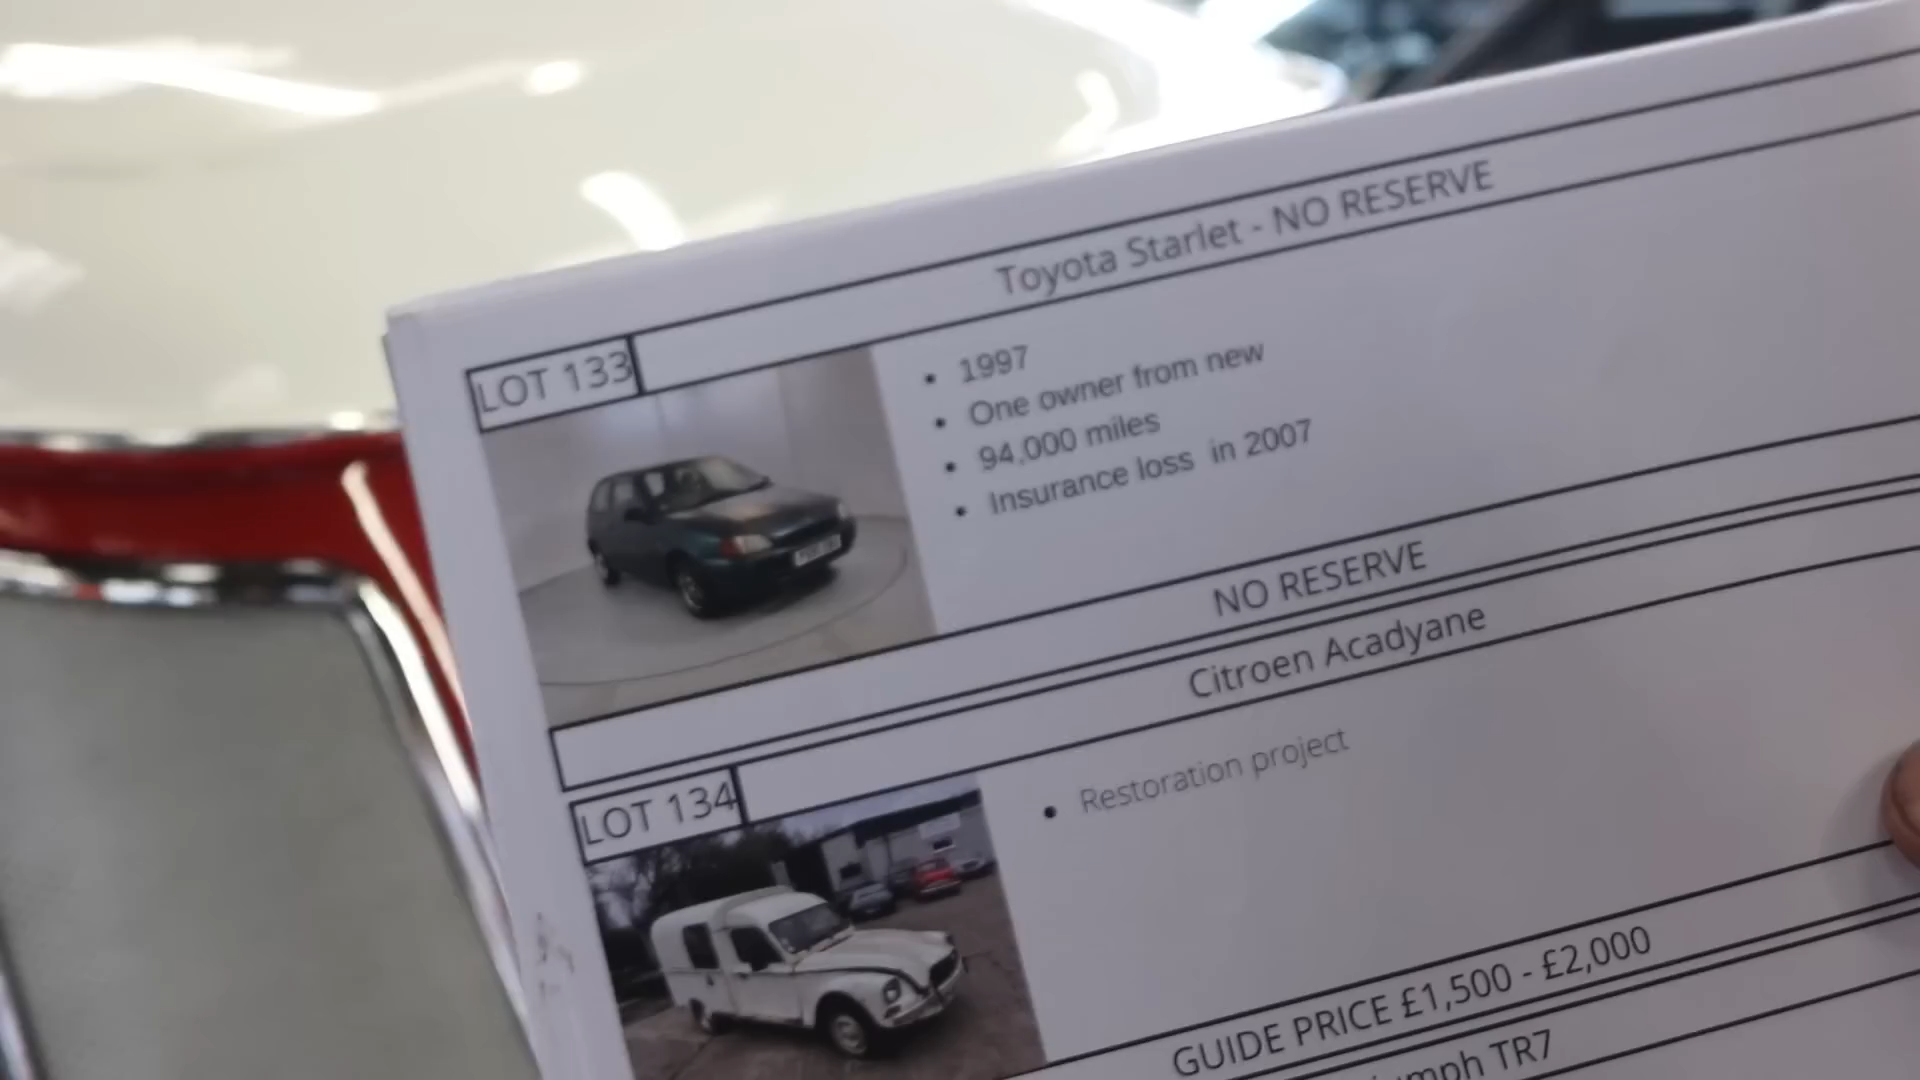 Toyota Starlet - NO RESERVE
LOT 133
• 1997
• One owner from new
• 94,000 miles
• Insurance loss in 2007
NO RESERVE
Citroen Acadyane
LOT 134
• Restoration project
GUIDE PRICE £1,500 - £2,000
TR7